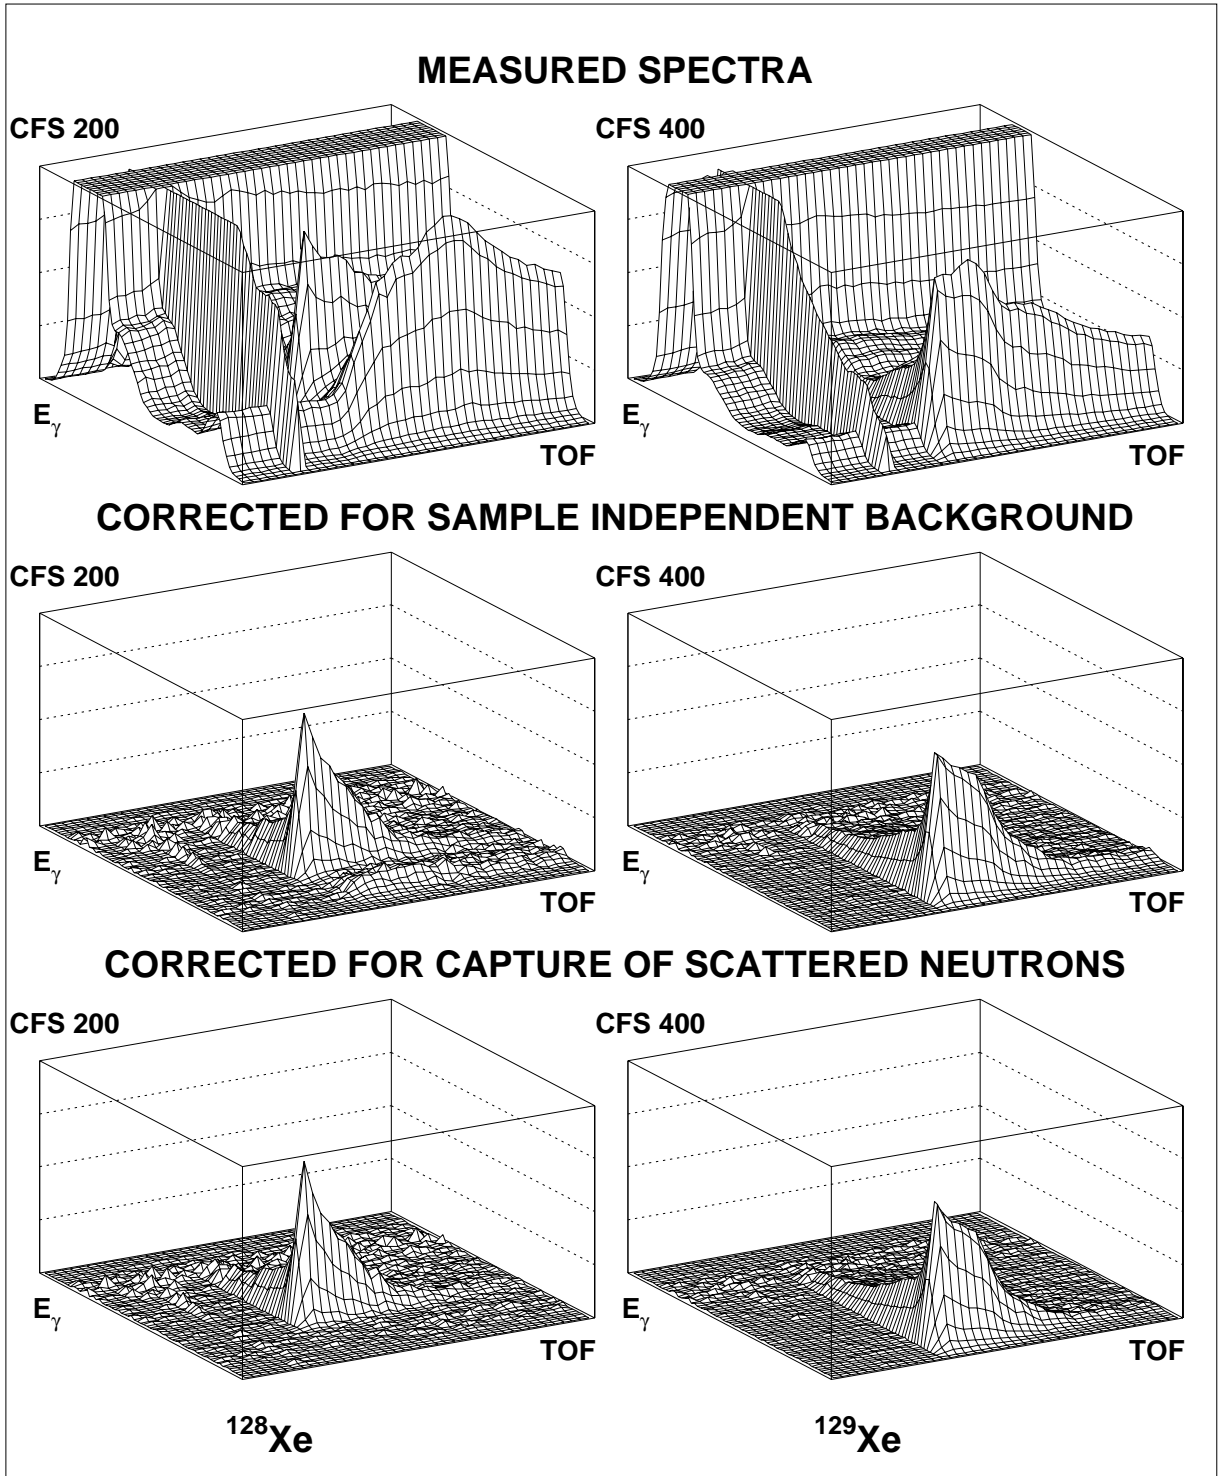 MEASURED SPECTRA
CFS 200
CFS 400
Eγ
TOF
Eγ
TOF
CORRECTED FOR SAMPLE INDEPENDENT BACKGROUND
CFS 200
CFS 400
Eγ
TOF
Eγ
TOF
CORRECTED FOR CAPTURE OF SCATTERED NEUTRONS
CFS 200
CFS 400
Eγ
TOF
Eγ
TOF
¹²⁸Xe
¹²⁹Xe